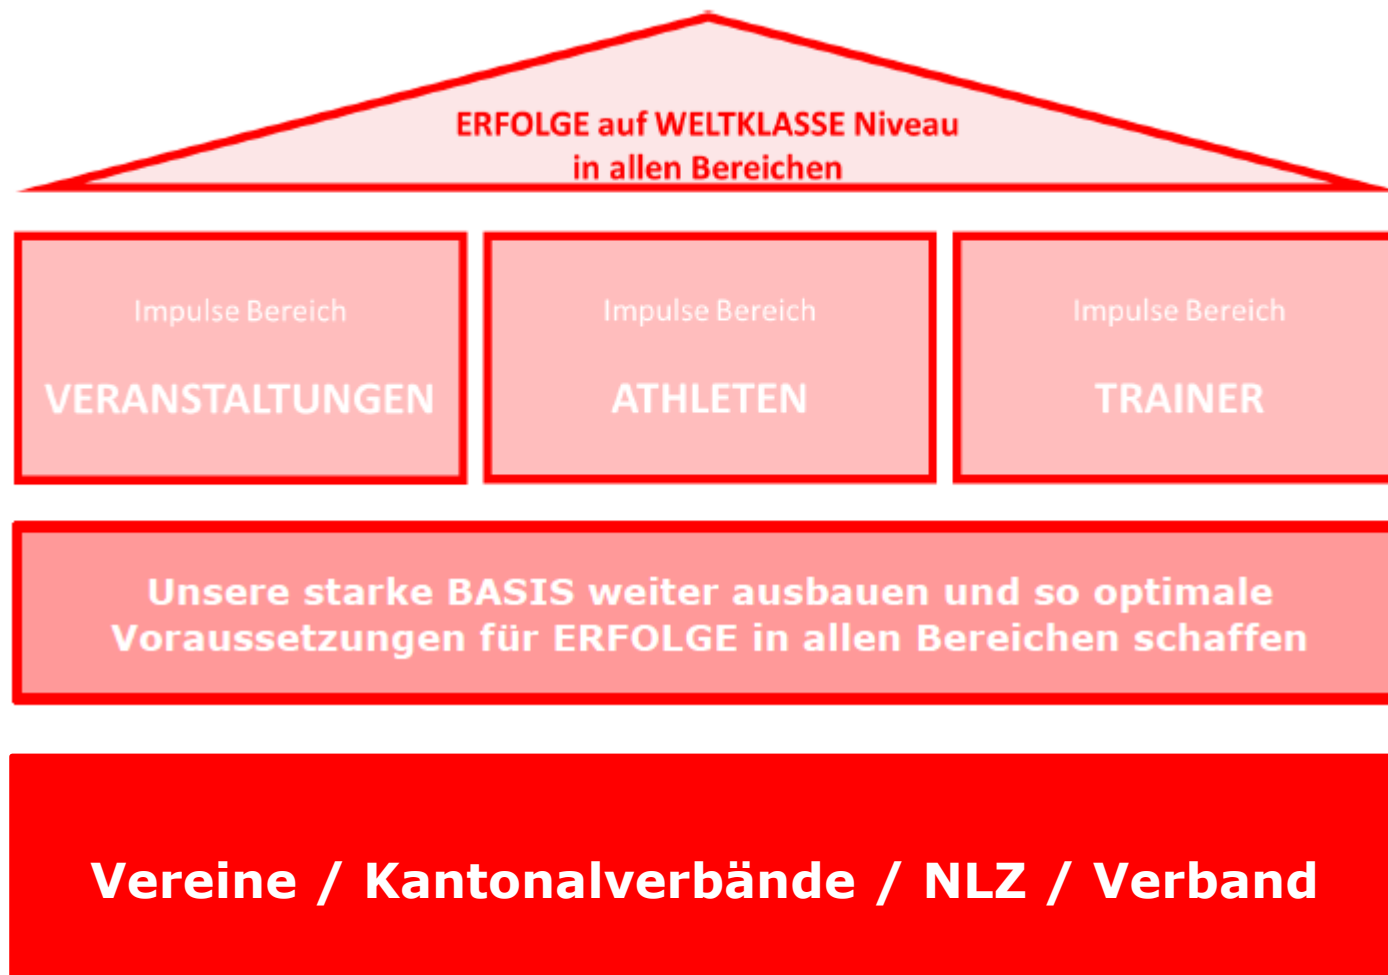 ERFOLGE auf WELTKLASSE Niveau
in allen Bereichen
Impulse Bereich
VERANSTALTUNGEN
Impulse Bereich
ATHLETEN
Impulse Bereich
TRAINER
Unsere starke BASIS weiter ausbauen und so optimale
Voraussetzungen für ERFOLGE in allen Bereichen schaffen
Vereine / Kantonalverbände / NLZ / Verband